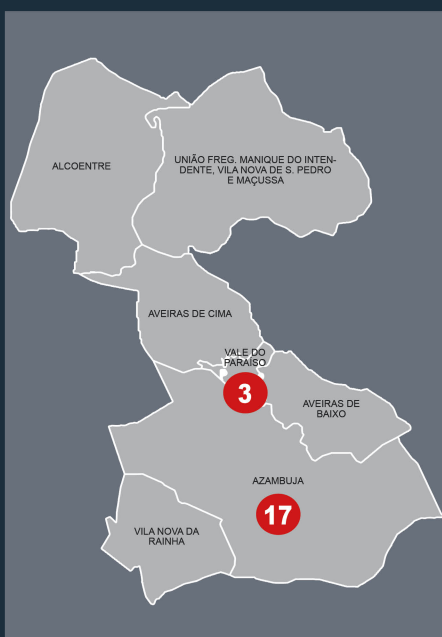 ALCOENTRE
UNIÃO FREG. MANIQUE DO INTEN-
DENTE, VILA NOVA DE S. PEDRO
E MAÇUSSA
AVEIRAS DE CIMA
VALE DO
PARAÍSO
3
AVEIRAS DE
BAIXO
AZAMBUJA
17
VILA NOVA DA
RAINHA